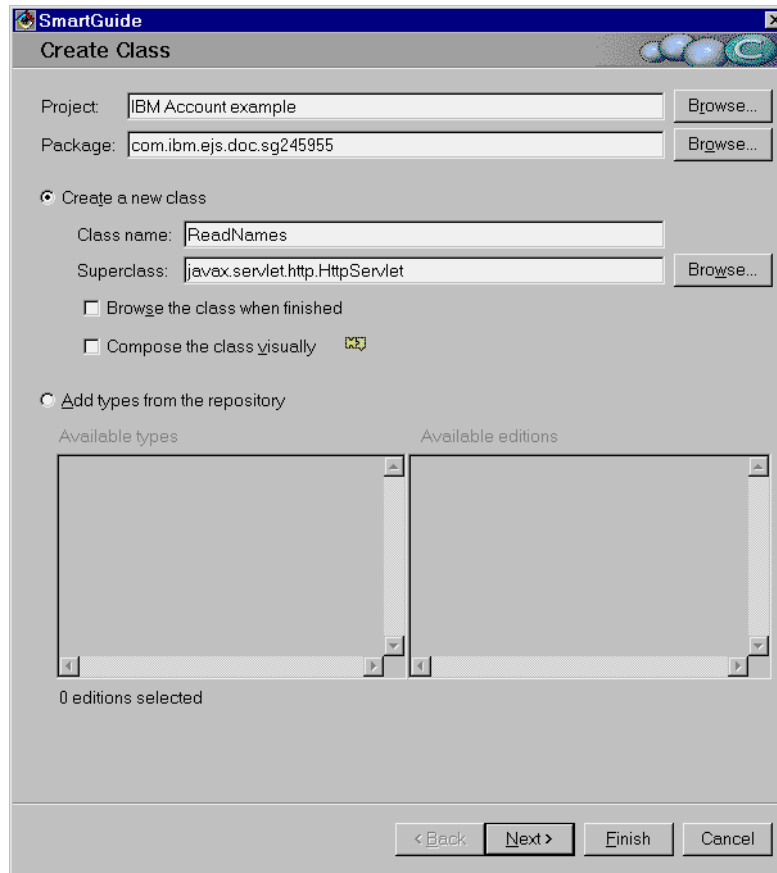 SmartGuide
Create Class
Project: IBM Account example Browse...
Package: com.ibm.ejs.doc.sg245955 Browse...
Create a new class
Class name: ReadNames
Superclass: javax.servlet.http.HttpServlet Browse...
Browse the class when finished
Compose the class visually
Add types from the repository
Available types Available editions
0 editions selected
< Back Next > Finish Cancel